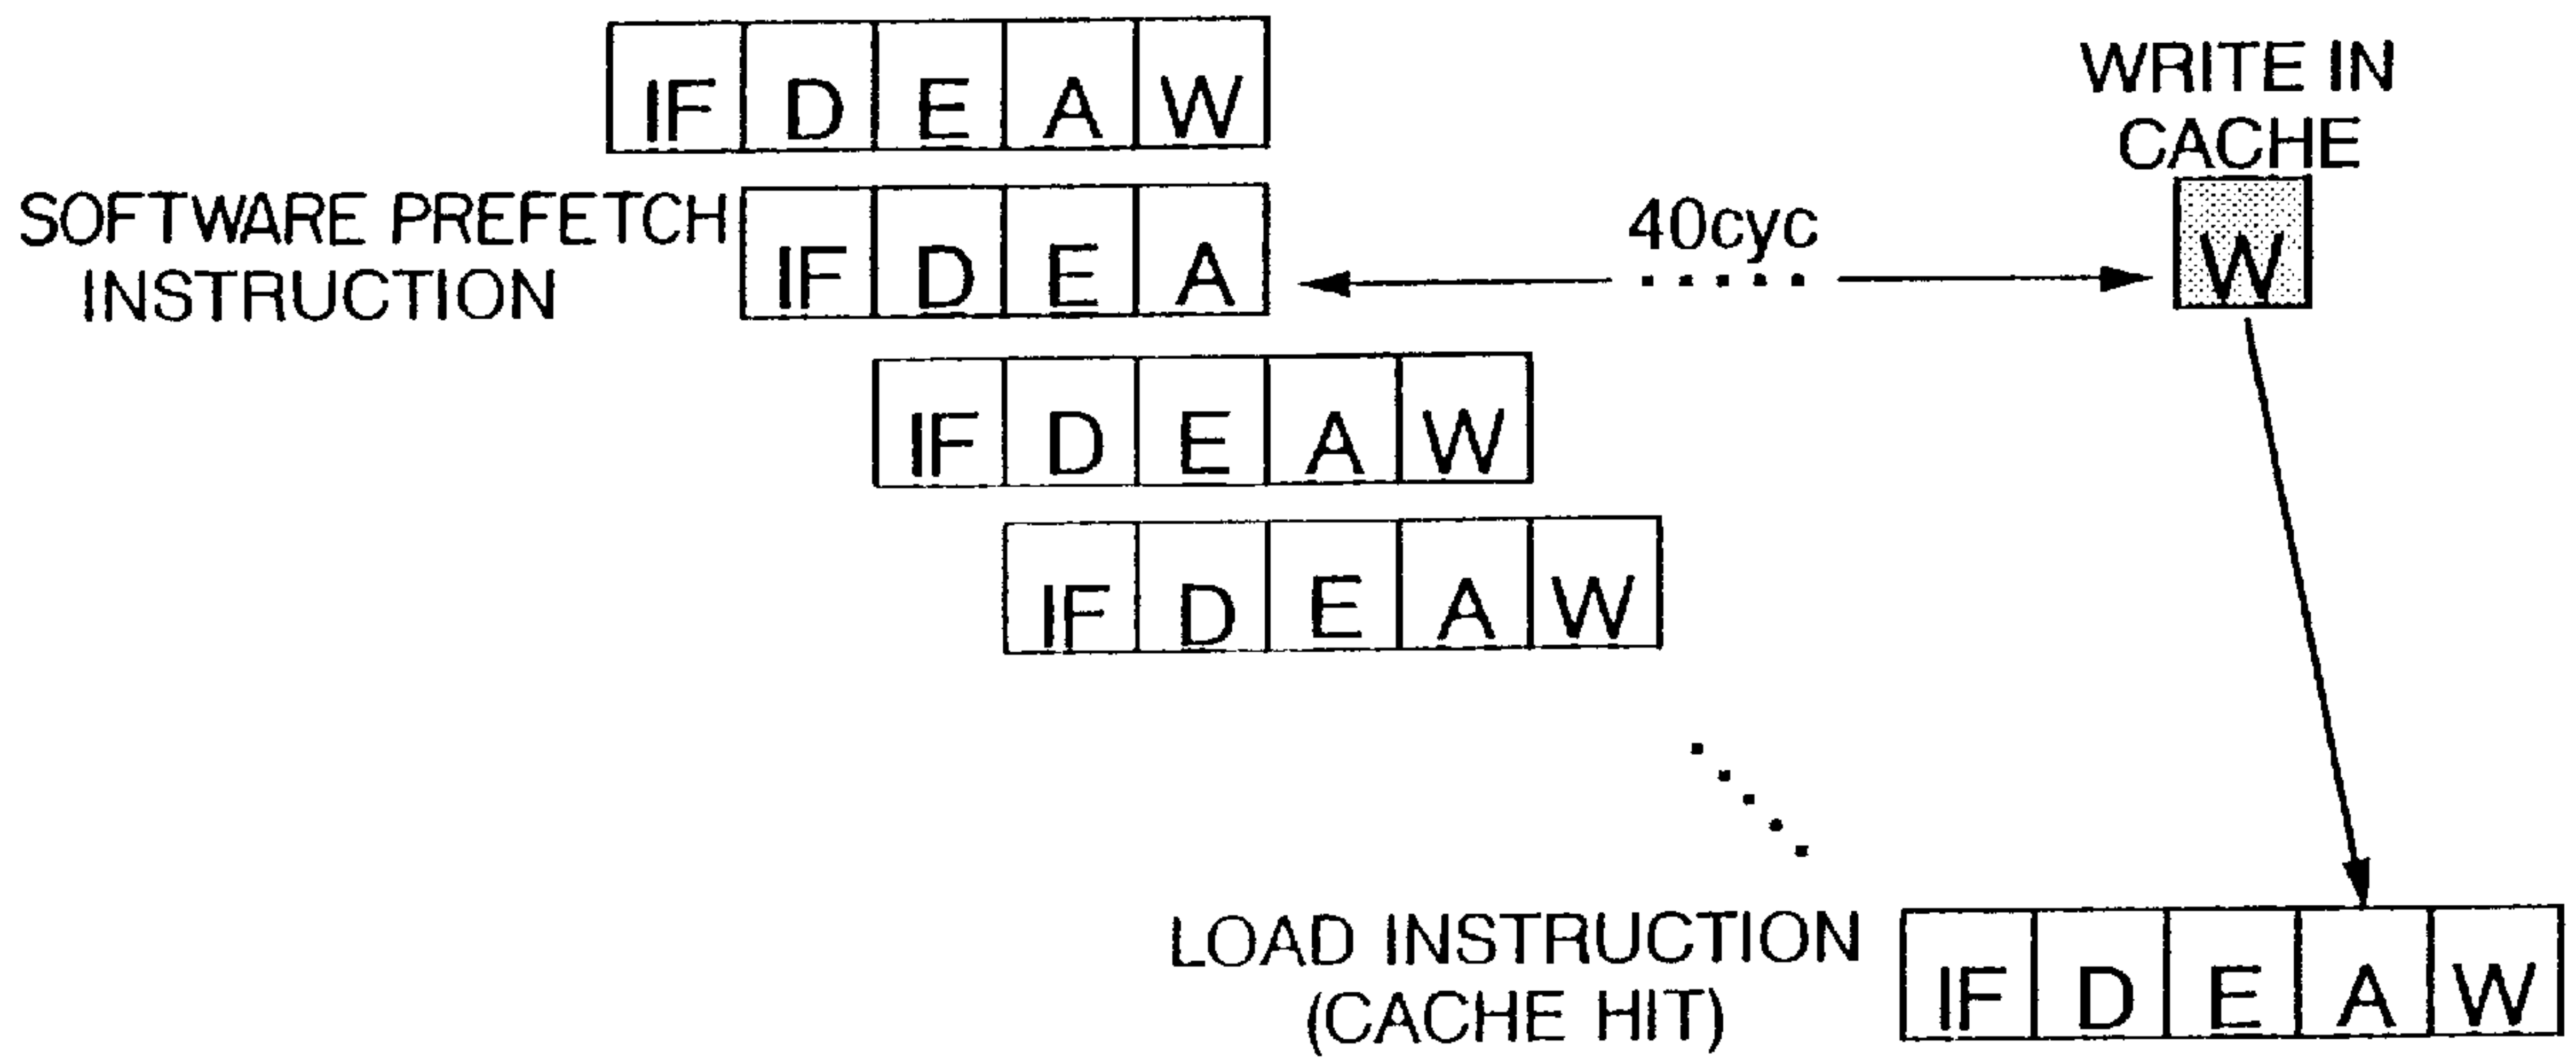 IF D E A W
WRITE IN
CACHE
SOFTWARE PREFETCH
INSTRUCTION
IF D E A
40cyc
W
IF D E A W
IF D E A W
LOAD INSTRUCTION
(CACHE HIT)
IF D E A W